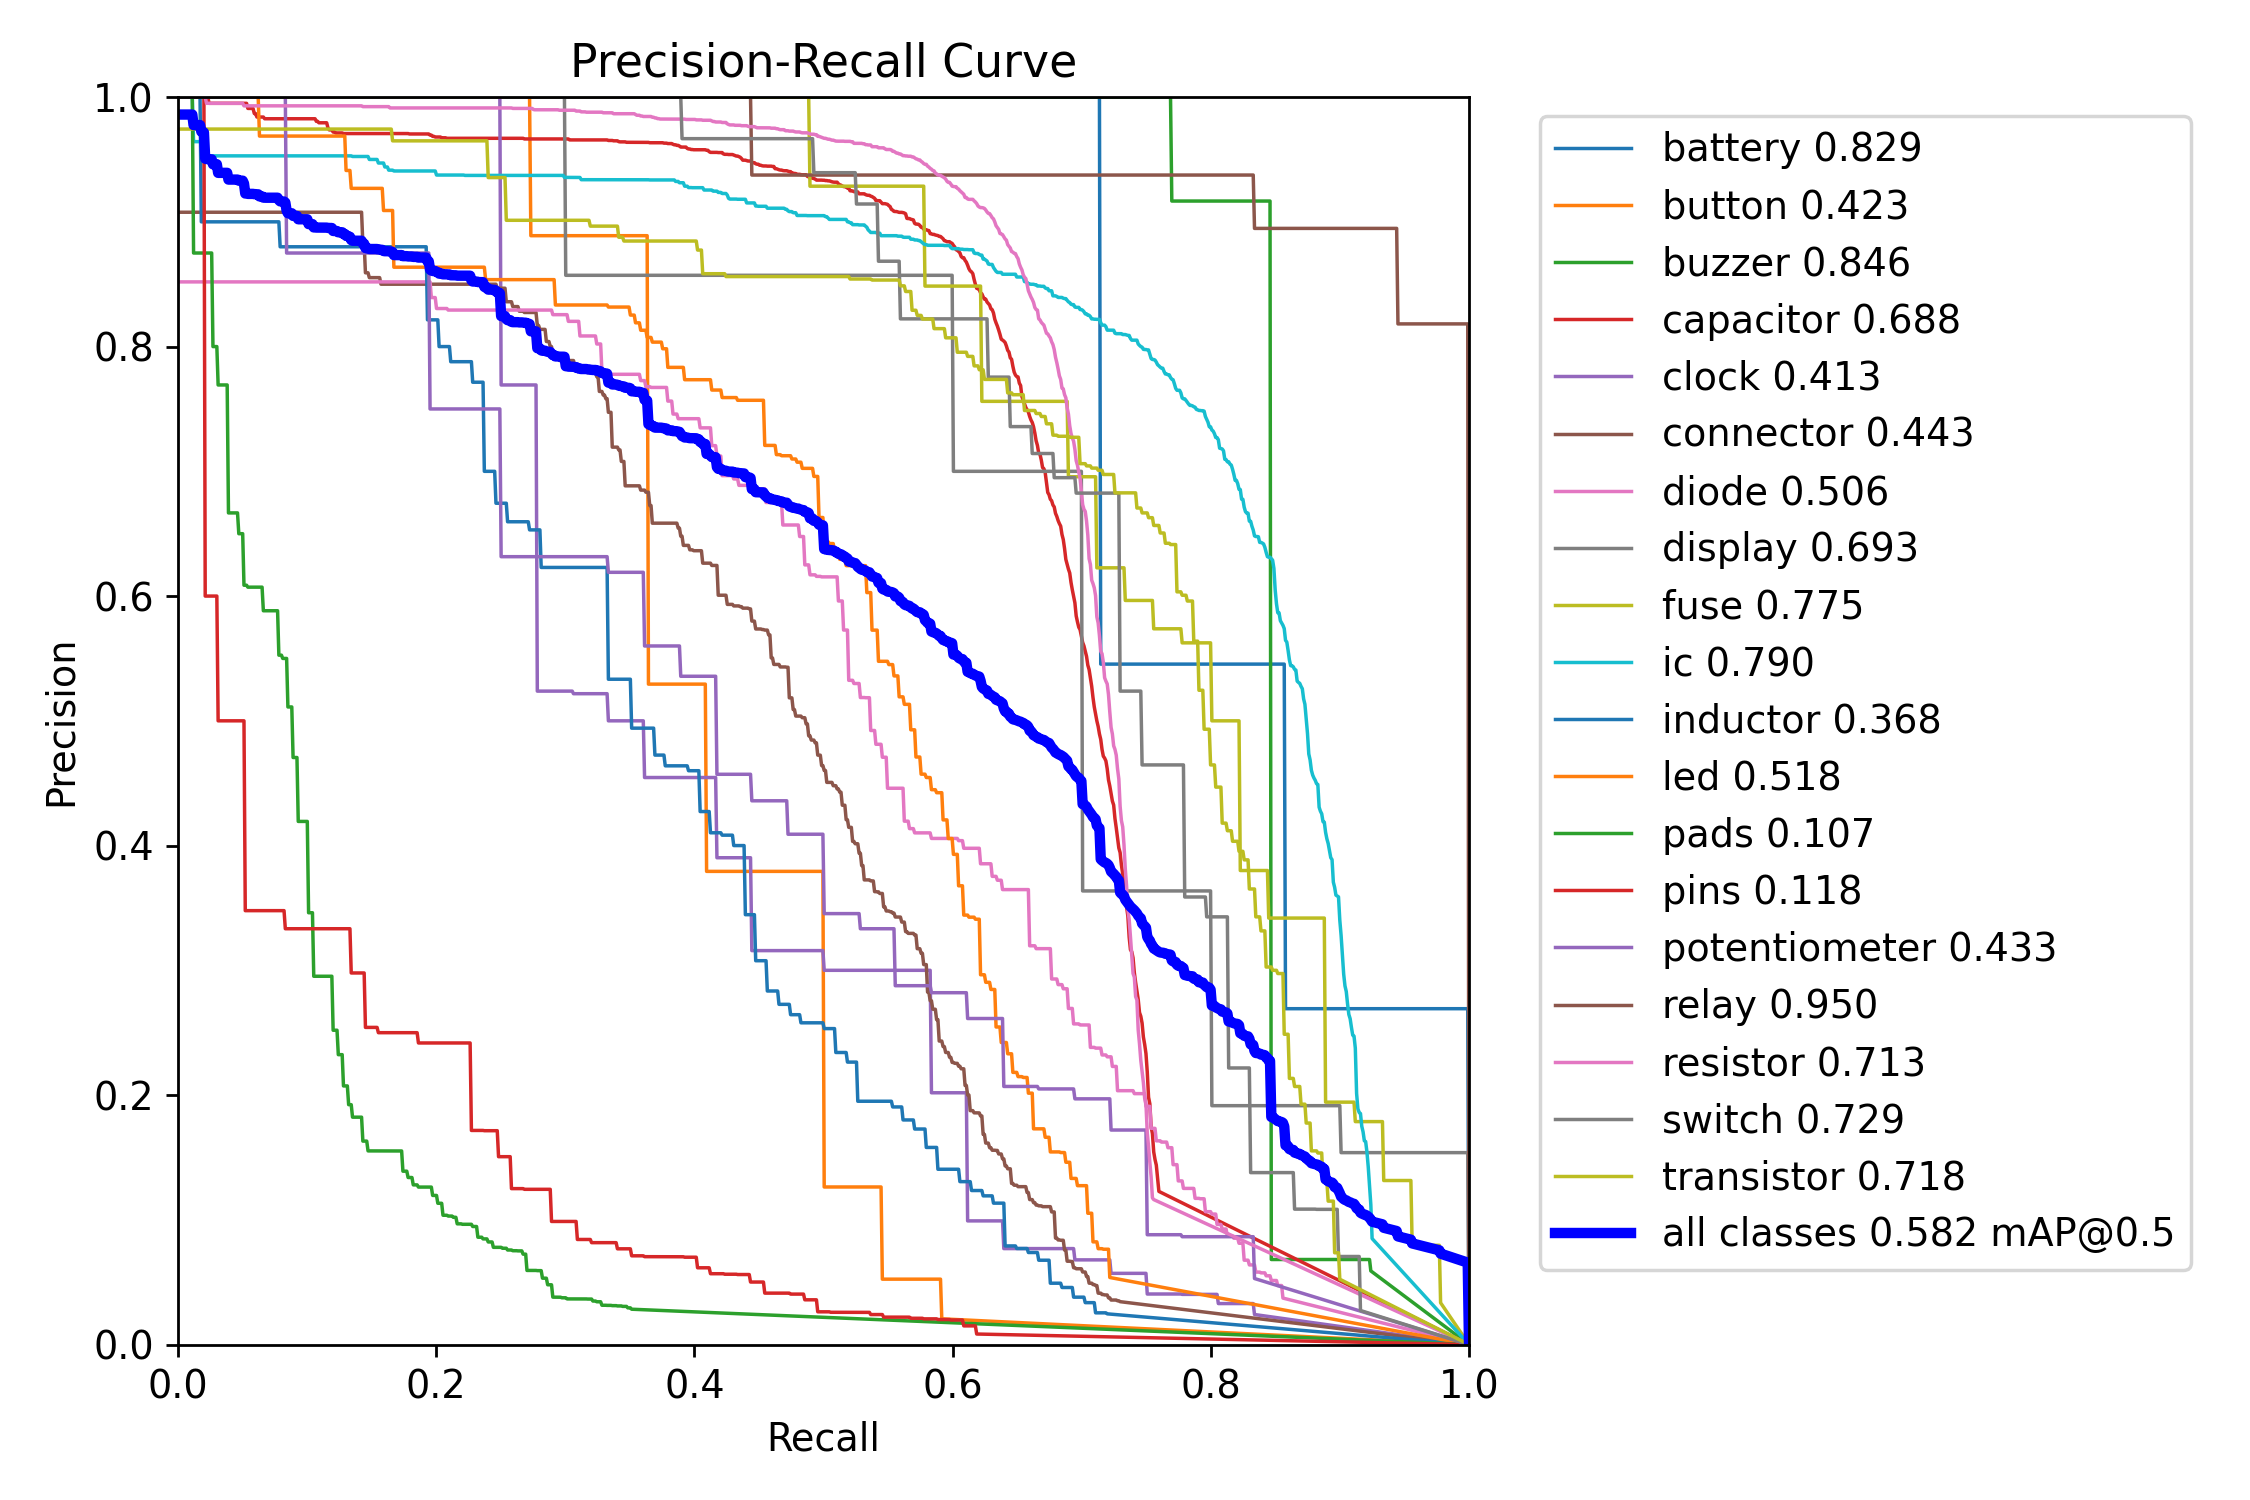 Precision-Recall Curve
1.0
0.8
0.6
0.4
0.2
0.0
Precision
0.0 0.2 0.4 0.6 0.8 1.0
Recall
battery 0.829
button 0.423
buzzer 0.846
capacitor 0.688
clock 0.413
connector 0.443
diode 0.506
display 0.693
fuse 0.775
ic 0.790
inductor 0.368
led 0.518
pads 0.107
pins 0.118
potentiometer 0.433
relay 0.950
resistor 0.713
switch 0.729
transistor 0.718
all classes 0.582 mAP@0.5